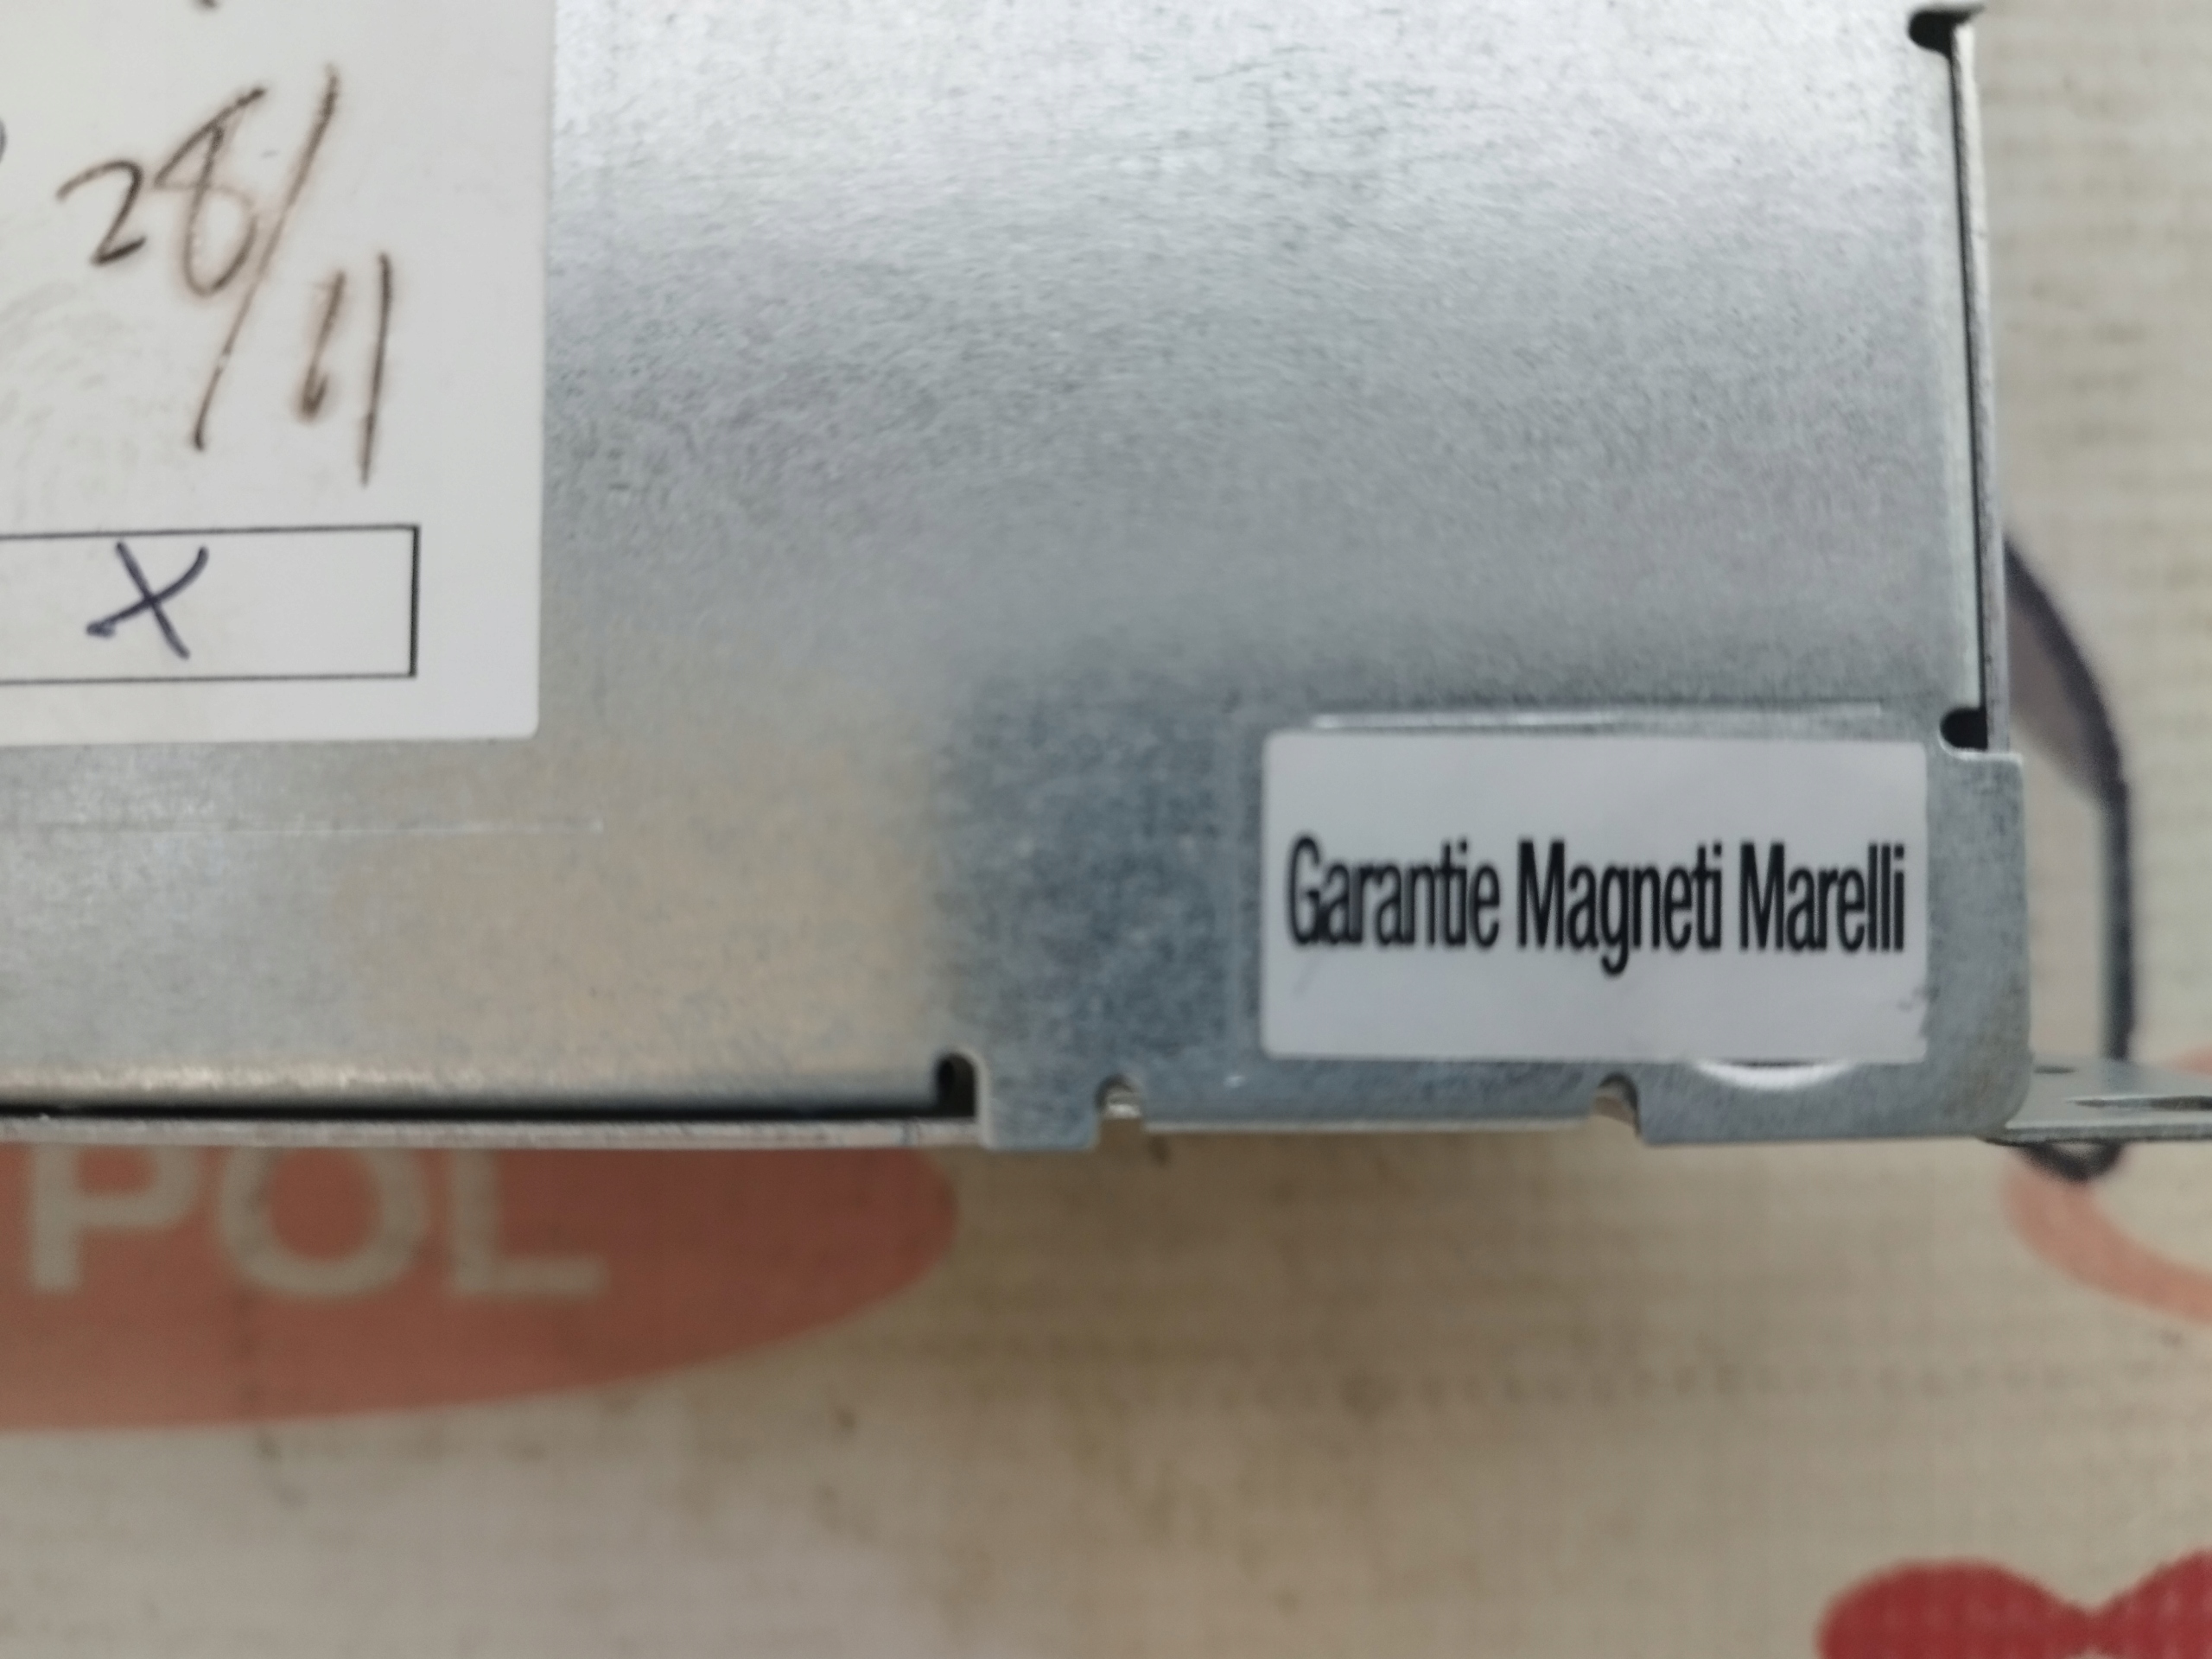 28/11
X
Garantie Magneti Marelli
POL